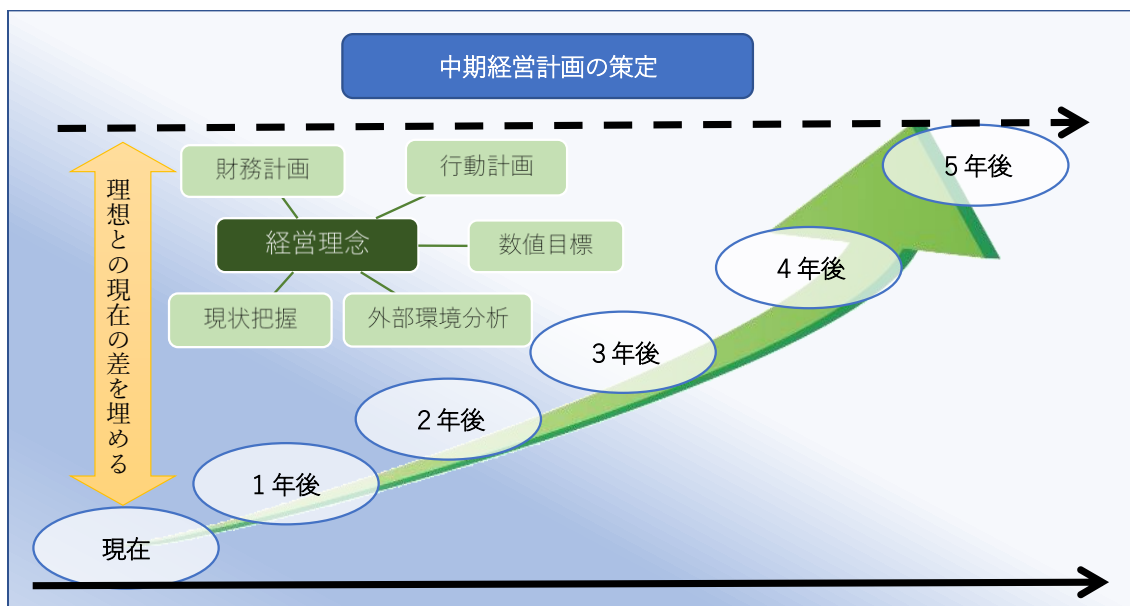 中期経営計画の策定
理想との現在の差を埋める
財務計画
行動計画
経営理念
数値目標
現状把握
外部環境分析
現在
1年後
2年後
3年後
4年後
5年後